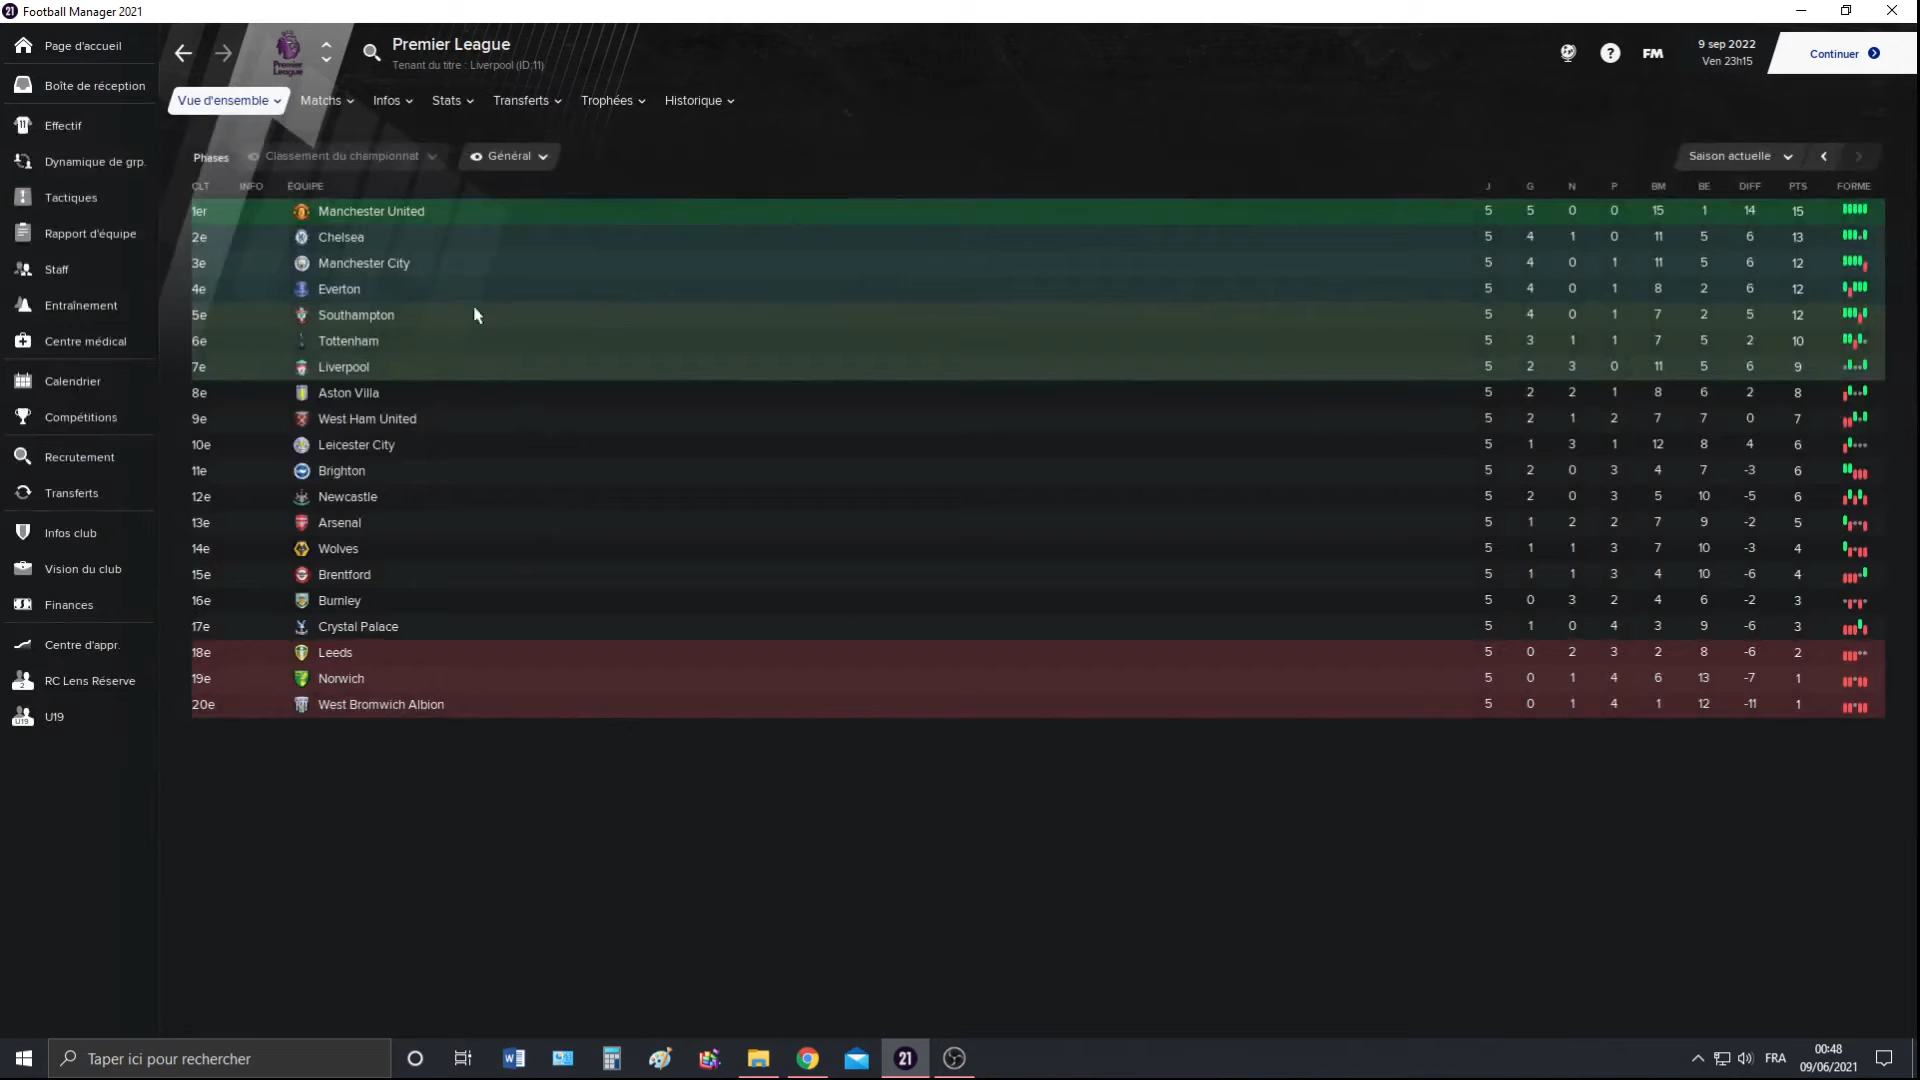 Football Manager 2021
Page d'accueil
Boîte de réception
Effectif
Dynamique de grp.
Tactiques
Rapport d'équipe
Staff
Entraînement
Centre médical
Calendrier
Compétitions
Recrutement
Transferts
Infos club
Vision du club
Finances
Centre d'appr.
RC Lens Réserve
U19
Premier League
Tenant du titre : Liverpool (ID:11)
FM
9 sep 2022
Ven 23h15
Continuer
Vue d'ensemble Matchs Infos Stats Transferts Trophées Historique
Phases Classement du championnat Général Saison actuelle
CLT INFO ÉQUIPE J G N P BM BE DIFF PTS FORME
1er Manchester United 5 5 0 0 15 1 14 15
2e Chelsea 5 4 1 0 11 5 6 13
3e Manchester City 5 4 0 1 11 5 6 12
4e Everton 5 4 0 1 8 2 6 12
5e Southampton 5 4 0 1 7 2 5 12
6e Tottenham 5 3 1 1 7 5 2 10
7e Liverpool 5 2 3 0 11 5 6 9
8e Aston Villa 5 2 2 1 8 6 2 8
9e West Ham United 5 2 1 2 7 7 0 7
10e Leicester City 5 1 3 1 12 8 4 6
11e Brighton 5 2 0 3 4 7 -3 6
12e Newcastle 5 2 0 3 5 10 -5 6
13e Arsenal 5 1 2 2 7 9 -2 5
14e Wolves 5 1 1 3 7 10 -3 4
15e Brentford 5 1 1 3 4 10 -6 4
16e Burnley 5 0 3 2 4 6 -2 3
17e Crystal Palace 5 1 0 4 3 9 -6 3
18e Leeds 5 0 2 3 2 8 -6 2
19e Norwich 5 0 1 4 6 13 -7 1
20e West Bromwich Albion 5 0 1 4 1 12 -11 1
Taper ici pour rechercher
21
FRA
00:48
09/06/2021